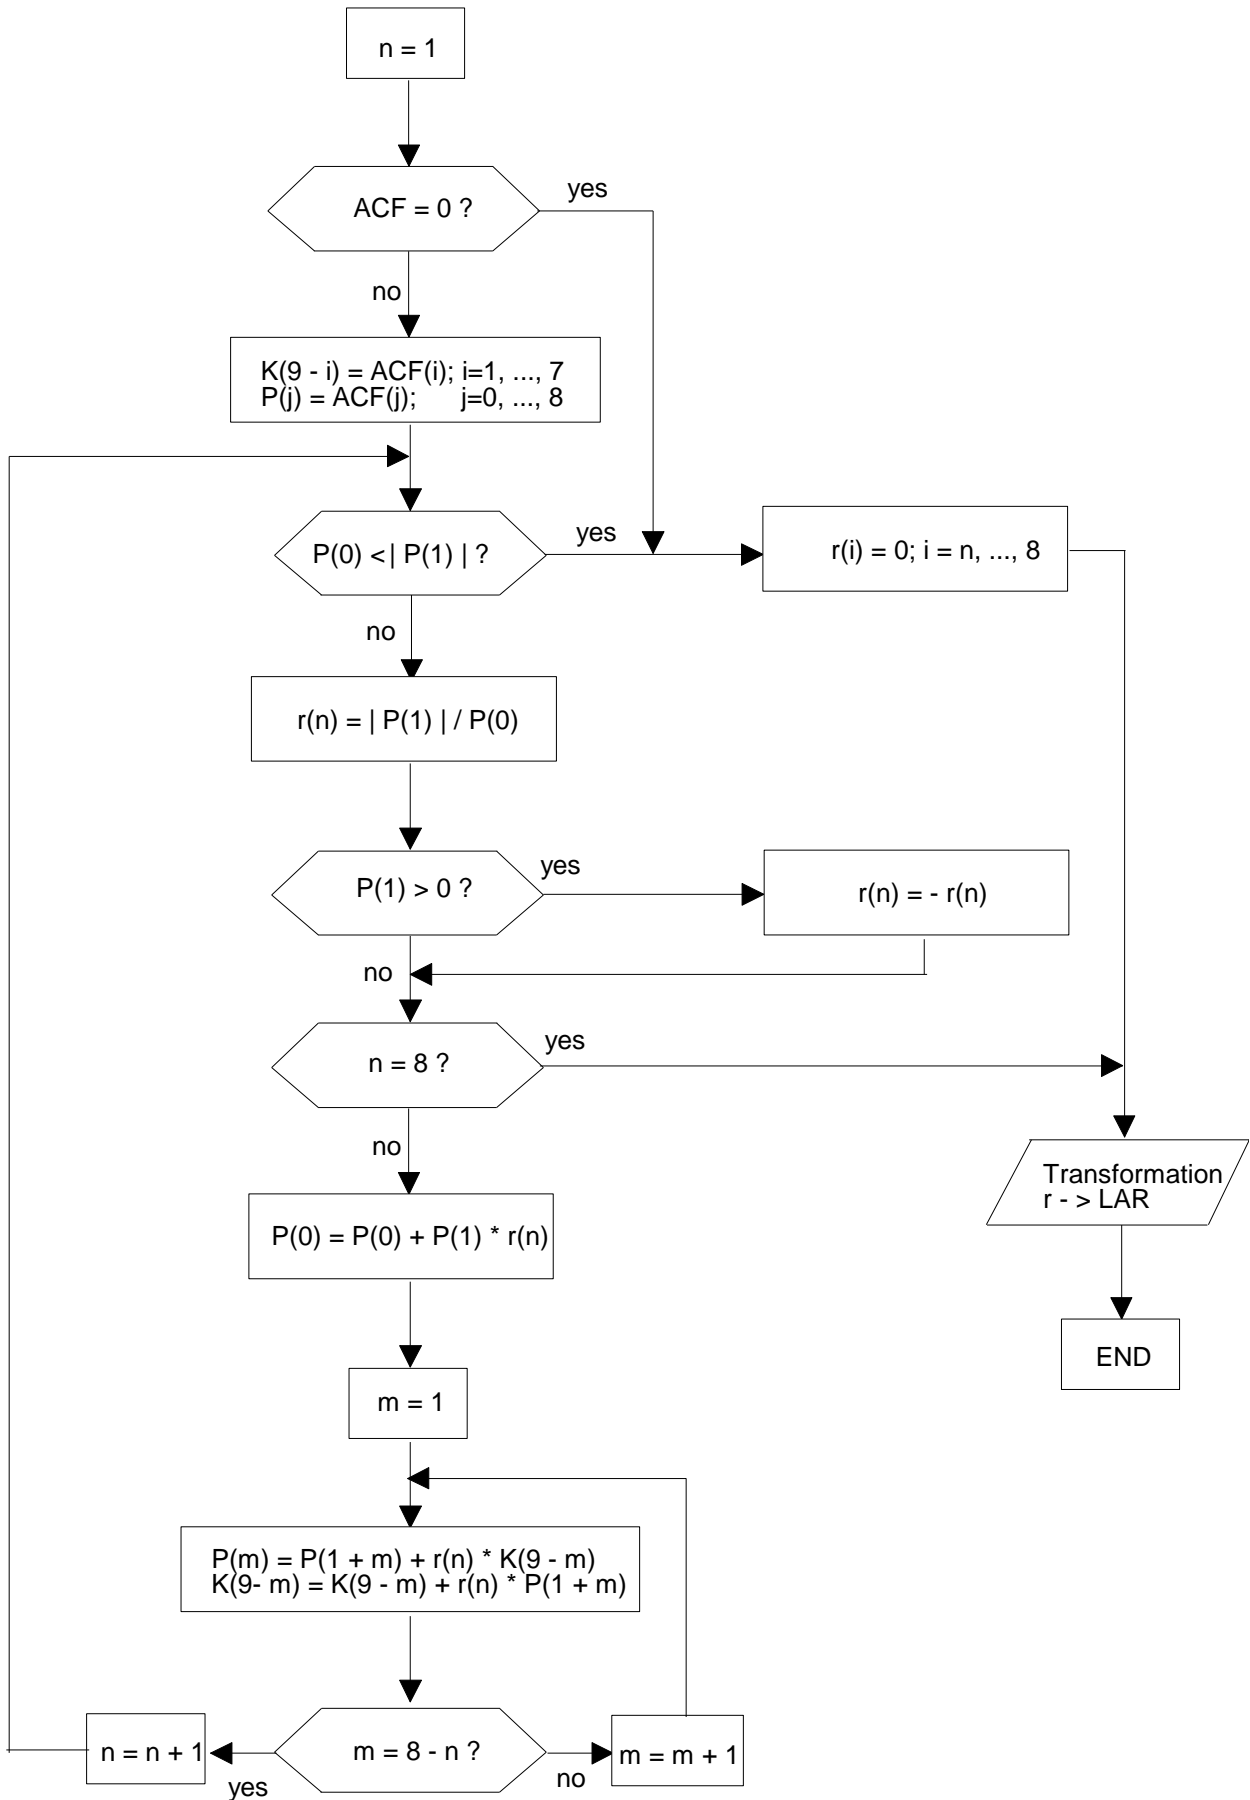 n = 1
ACF = 0 ?
yes
no
K(9 - i) = ACF(i); i=1, ..., 7
P(j) = ACF(j); j=0, ..., 8
P(0) < | P(1) | ?
yes
r(i) = 0; i = n, ..., 8
no
r(n) = | P(1) | / P(0)
P(1) > 0 ?
yes
r(n) = - r(n)
no
n = 8 ?
yes
no
Transformation
r - > LAR
P(0) = P(0) + P(1) * r(n)
END
m = 1
P(m) = P(1 + m) + r(n) * K(9 - m)
K(9- m) = K(9 - m) + r(n) * P(1 + m)
n = n + 1
yes
m = 8 - n ?
no
m = m + 1